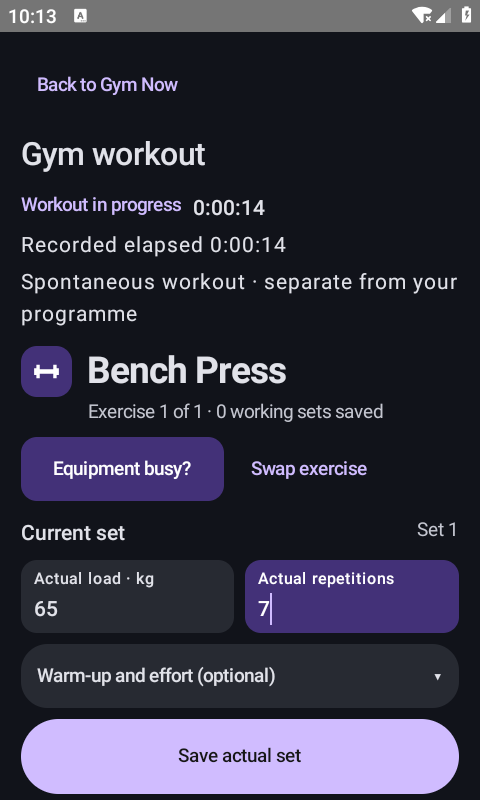 10:13
A
Back to Gym Now
Gym workout
Workout in progress 0:00:14
Recorded elapsed 0:00:14
Spontaneous workout · separate from your
programme
Bench Press
Exercise 1 of 1 · 0 working sets saved
Equipment busy? Swap exercise
Current set Set 1
Actual load · kg Actual repetitions
65 7
Warm-up and effort (optional)
Save actual set